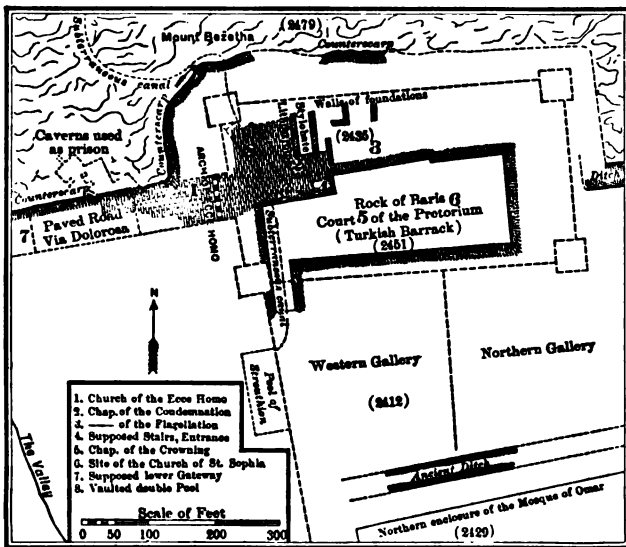 (2479)
Mount Bezetha
Counterscarp
Subterraneous canal
Caverns used
as prison
Counterscarp
Walls of foundations
(2435)
3
Counterscarp
Ditch
7
Paved Road
Via Dolorosa
ECCE HOMO
Rock of Baris 6
Court 5 of the Pretorium
(Turkish Barrack)
(2451)
N
Pool of
Strouthion
Western Gallery
Northern Gallery
(2412)
Ancient Ditch
Northern enclosure of the Mosque of Omar
(2429)
The Valley
1. Church of the Ecce Homo
2. Chap. of the Condemnation
3. —— of the Flagellation
4. Supposed Stairs, Entrance
5. Chap. of the Crowning
6. Site of the Church of St. Sophia
7. Supposed lower Gateway
8. Vaulted double Pool
Scale of Feet
0 50 100 200 300